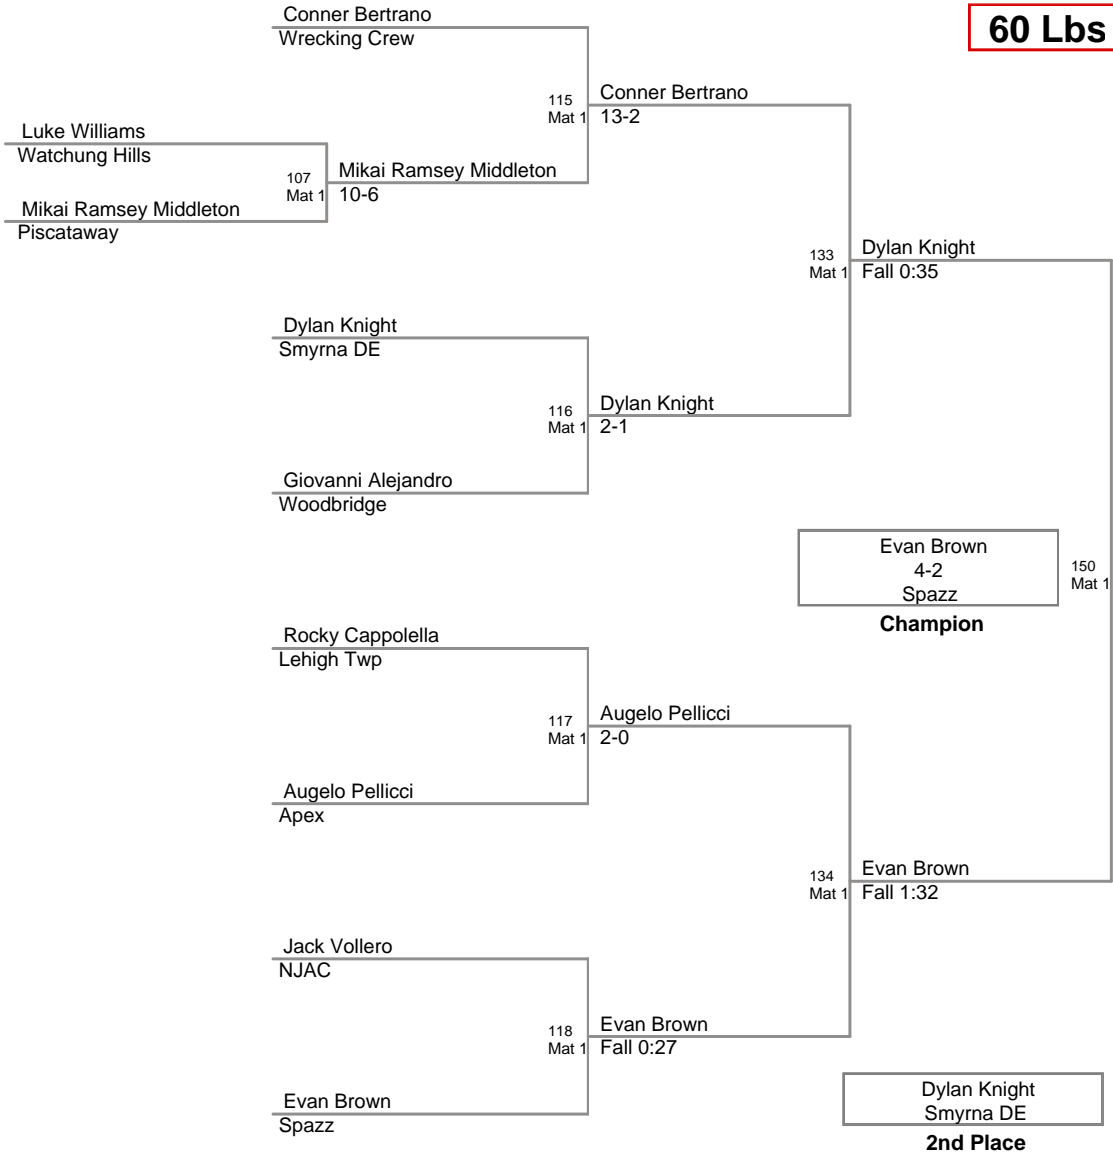 60 Lbs
Conner Bertrano
Wrecking Crew
115
Mat 1
Conner Bertrano
13-2
Luke Williams
Watchung Hills
107
Mat 1
Mikai Ramsey Middleton
10-6
Mikai Ramsey Middleton
Piscataway
133
Mat 1
Dylan Knight
Fall 0:35
Dylan Knight
Smyrna DE
116
Mat 1
Dylan Knight
2-1
Giovanni Alejandro
Woodbridge
Evan Brown
4-2
Spazz
Champion
150
Mat 1
Rocky Cappolella
Lehigh Twp
117
Mat 1
Augelo Pellicci
2-0
Augelo Pellicci
Apex
134
Mat 1
Evan Brown
Fall 1:32
Jack Vollero
NJAC
118
Mat 1
Evan Brown
Fall 0:27
Evan Brown
Spazz
Dylan Knight
Smyrna DE
2nd Place